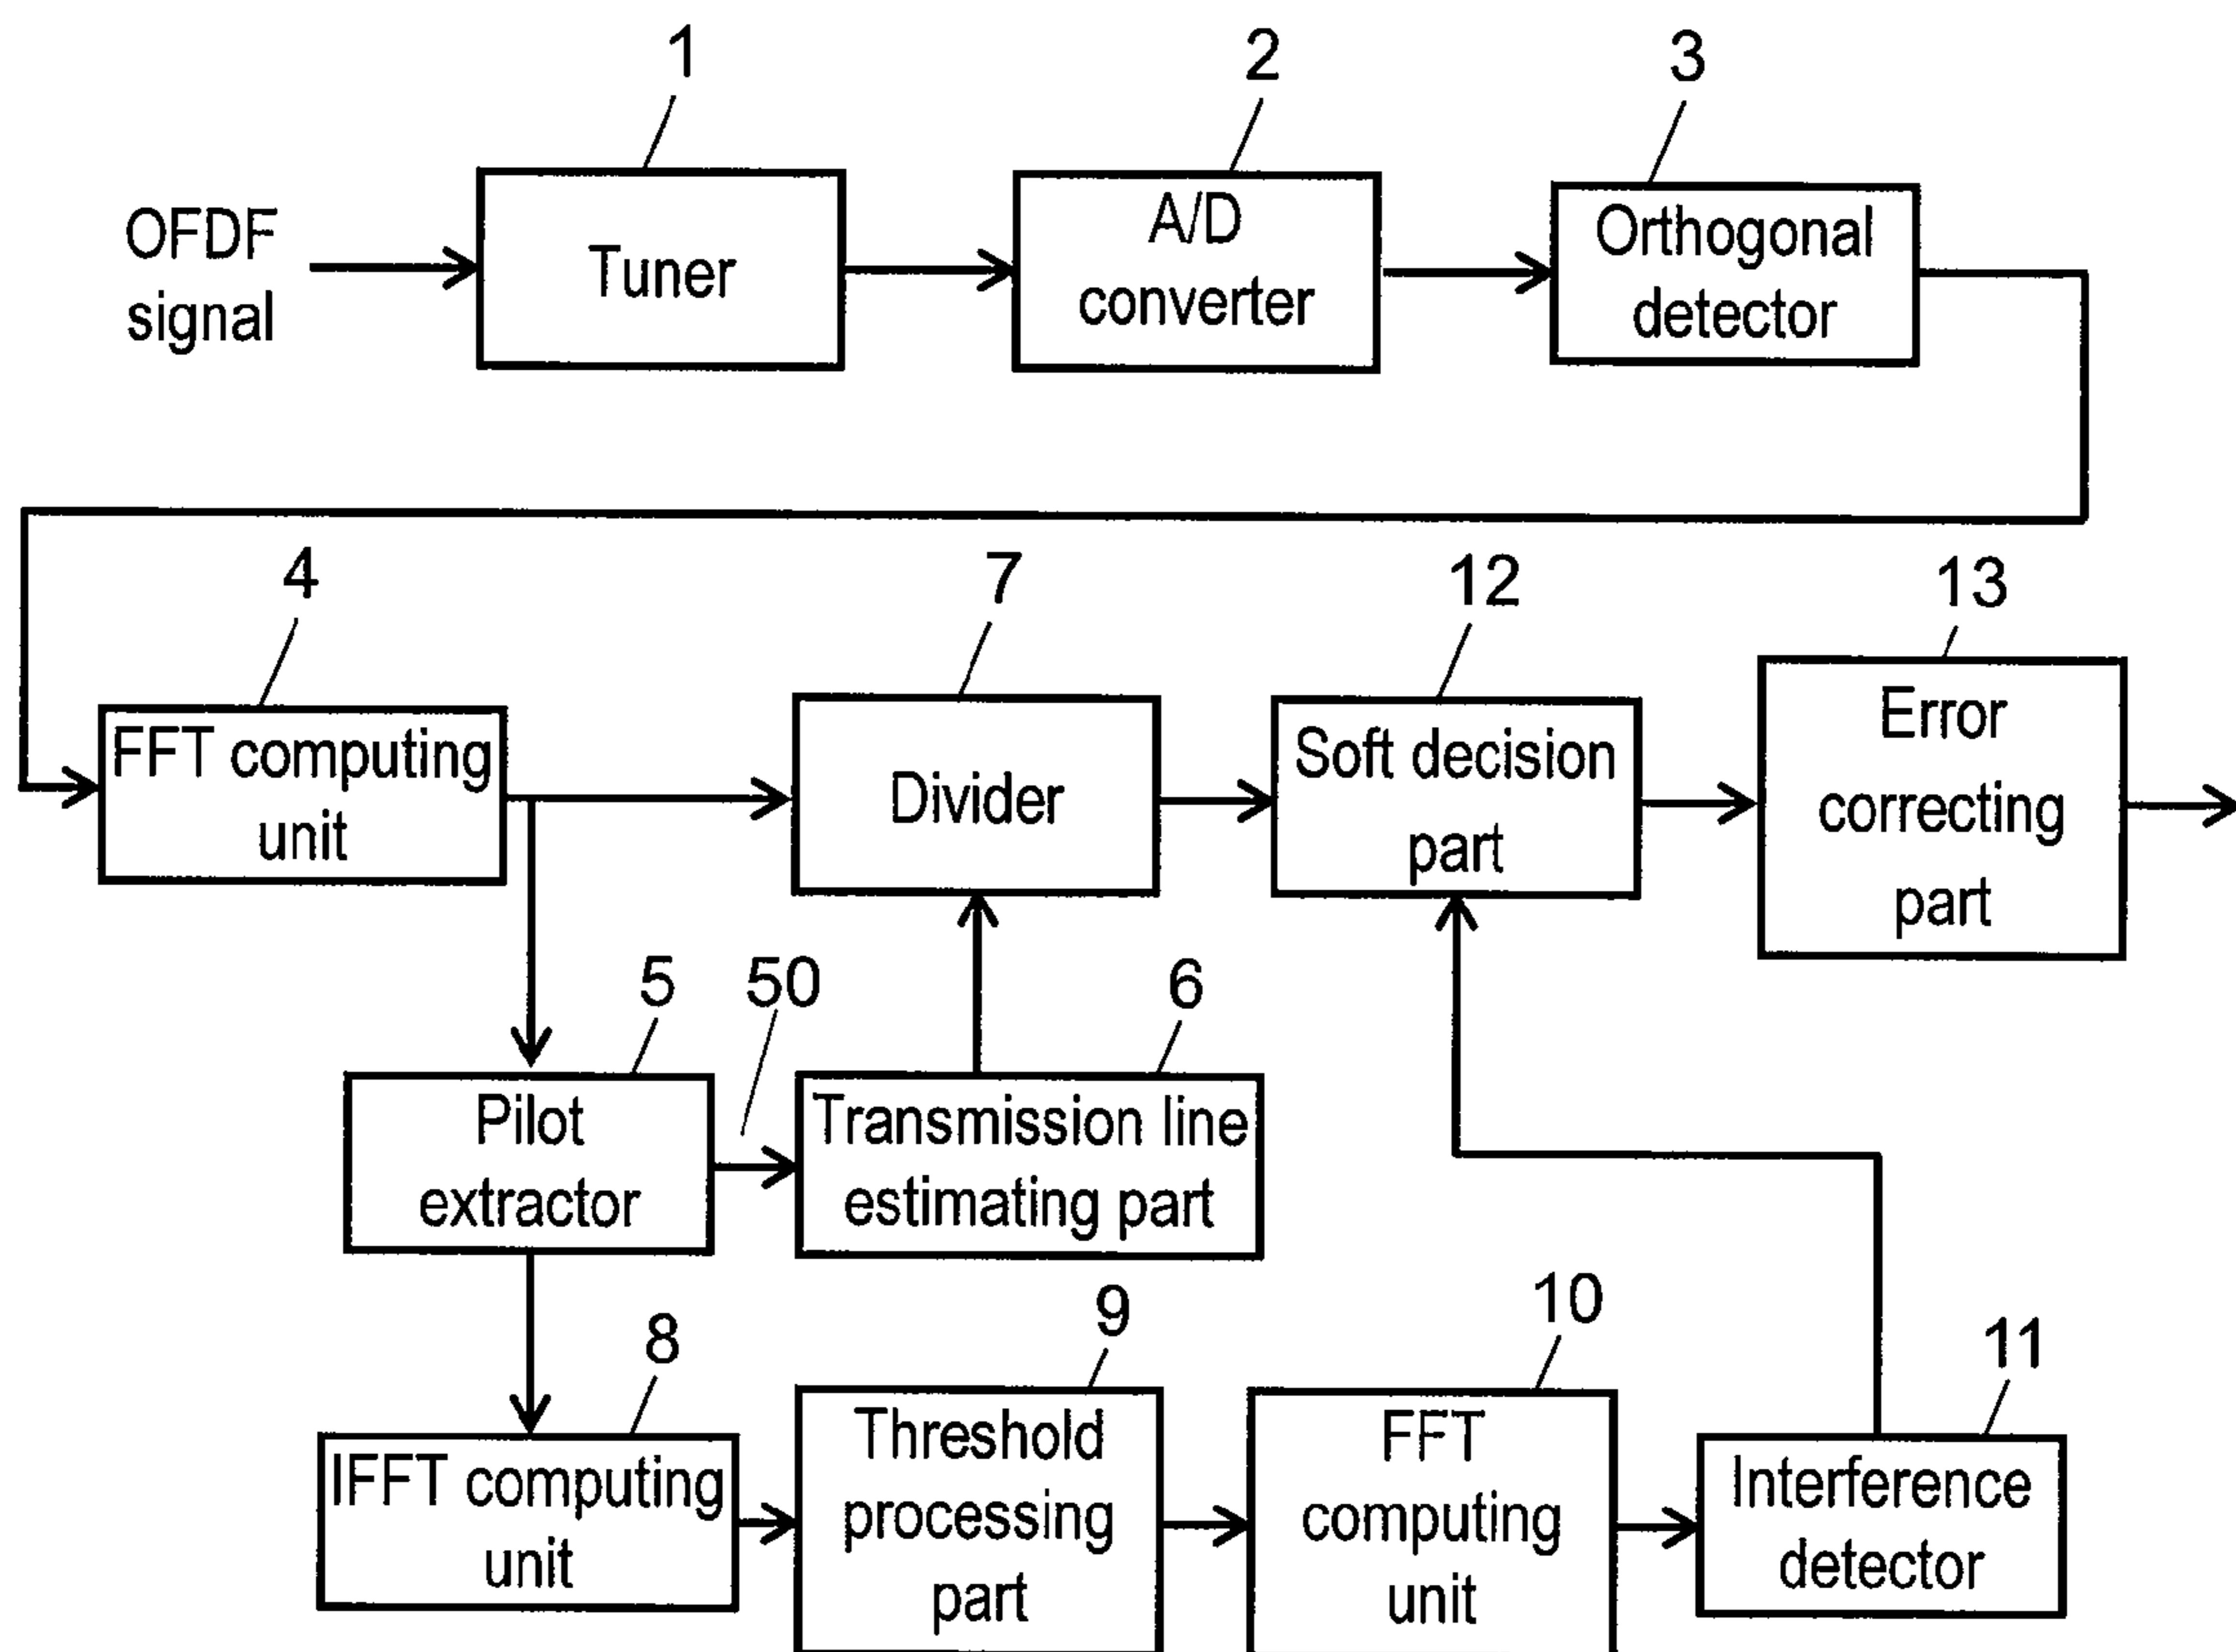 1
2
3
OFDF
signal
Tuner
A/D
converter
Orthogonal
detector
4
7
12
13
FFT computing
unit
Divider
Soft decision
part
Error
correcting
part
5
50
6
Pilot
extractor
Transmission line
estimating part
8
9
10
11
IFFT computing
unit
Threshold
processing
part
FFT
computing
unit
Interference
detector